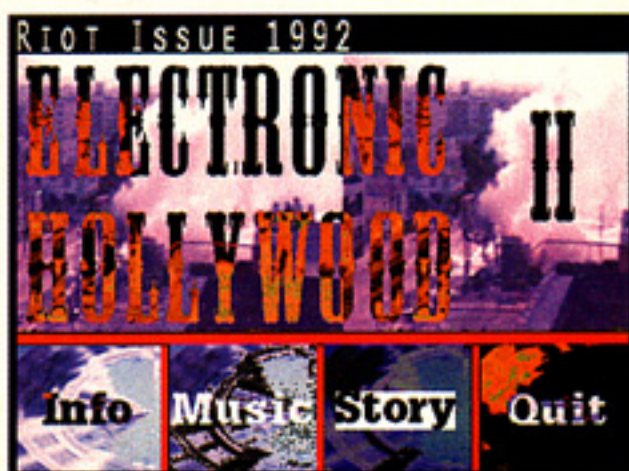 RIOT ISSUE 1992
ELECTRONIC
II
HOLLYWOOD
Info Music Story Quit